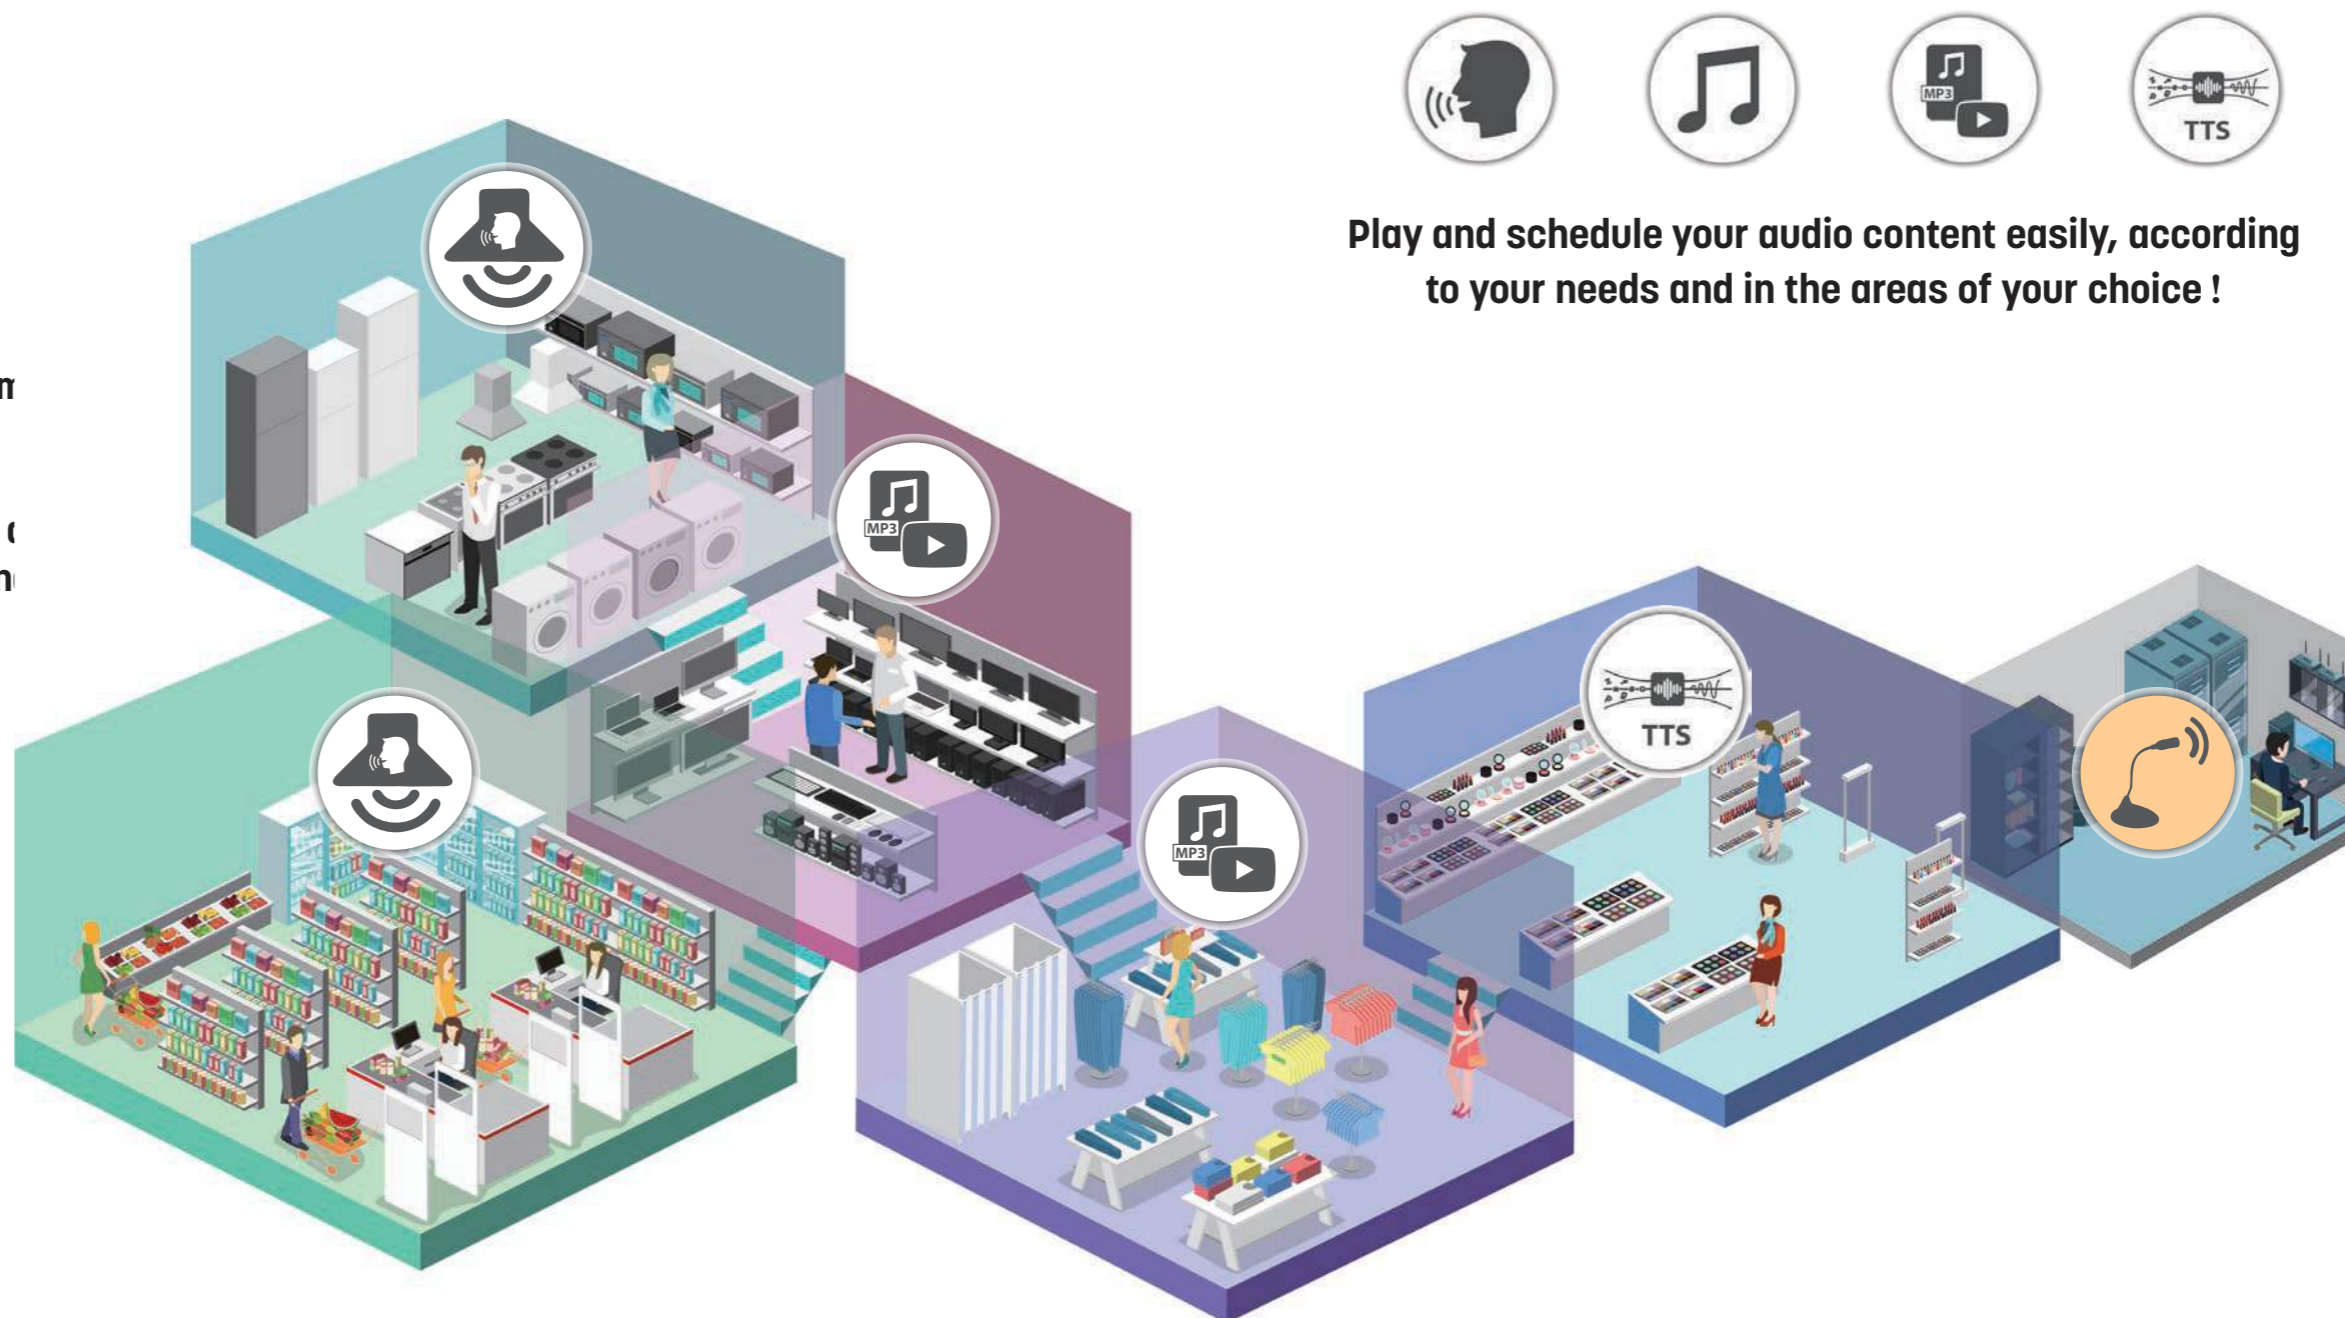 MP3
TTS
Play and schedule your audio content easily, according
to your needs and in the areas of your choice !
MP3
TTS
MP3